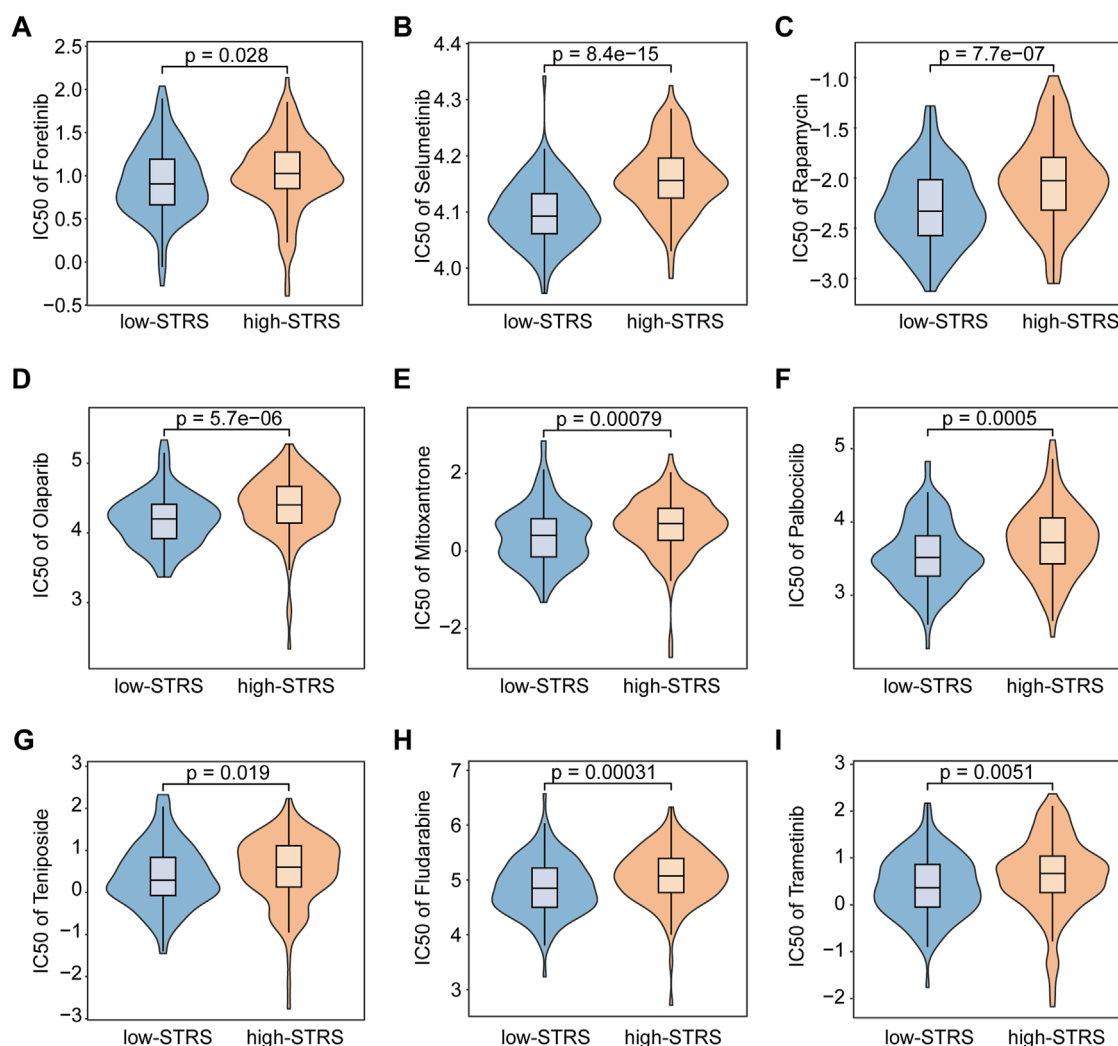 A
IC50 of Foretinib
2.5
2.0
1.5
1.0
0.5
0.0
−0.5
p = 0.028
low-STRS high-STRS
B
IC50 of Selumetinib
4.4
4.3
4.2
4.1
4.0
p = 8.4e−15
low-STRS high-STRS
C
IC50 of Rapamycin
−1.0
−1.5
−2.0
−2.5
−3.0
p = 7.7e−07
low-STRS high-STRS
D
IC50 of Olaparib
5
4
3
p = 5.7e−06
low-STRS high-STRS
E
IC50 of Mitoxantrone
2
0
−2
p = 0.00079
low-STRS high-STRS
F
IC50 of Palbociclib
5
4
3
p = 0.0005
low-STRS high-STRS
G
IC50 of Teniposide
3
2
1
0
−1
−2
−3
p = 0.019
low-STRS high-STRS
H
IC50 of Fludarabine
7
6
5
4
3
p = 0.00031
low-STRS high-STRS
I
IC50 of Trametinib
3
2
1
0
−1
−2
p = 0.0051
low-STRS high-STRS